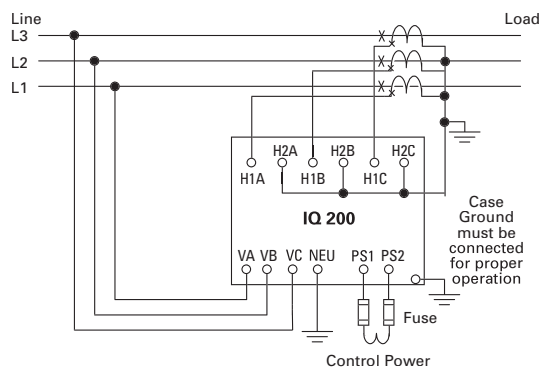 Line
Load
L3
L2
L1
H2A
H2B
H2C
H1A
H1B
H1C
IQ 200
Case
Ground
must be
connected
for proper
operation
VA
VB
VC
NEU
PS1
PS2
Fuse
Control Power